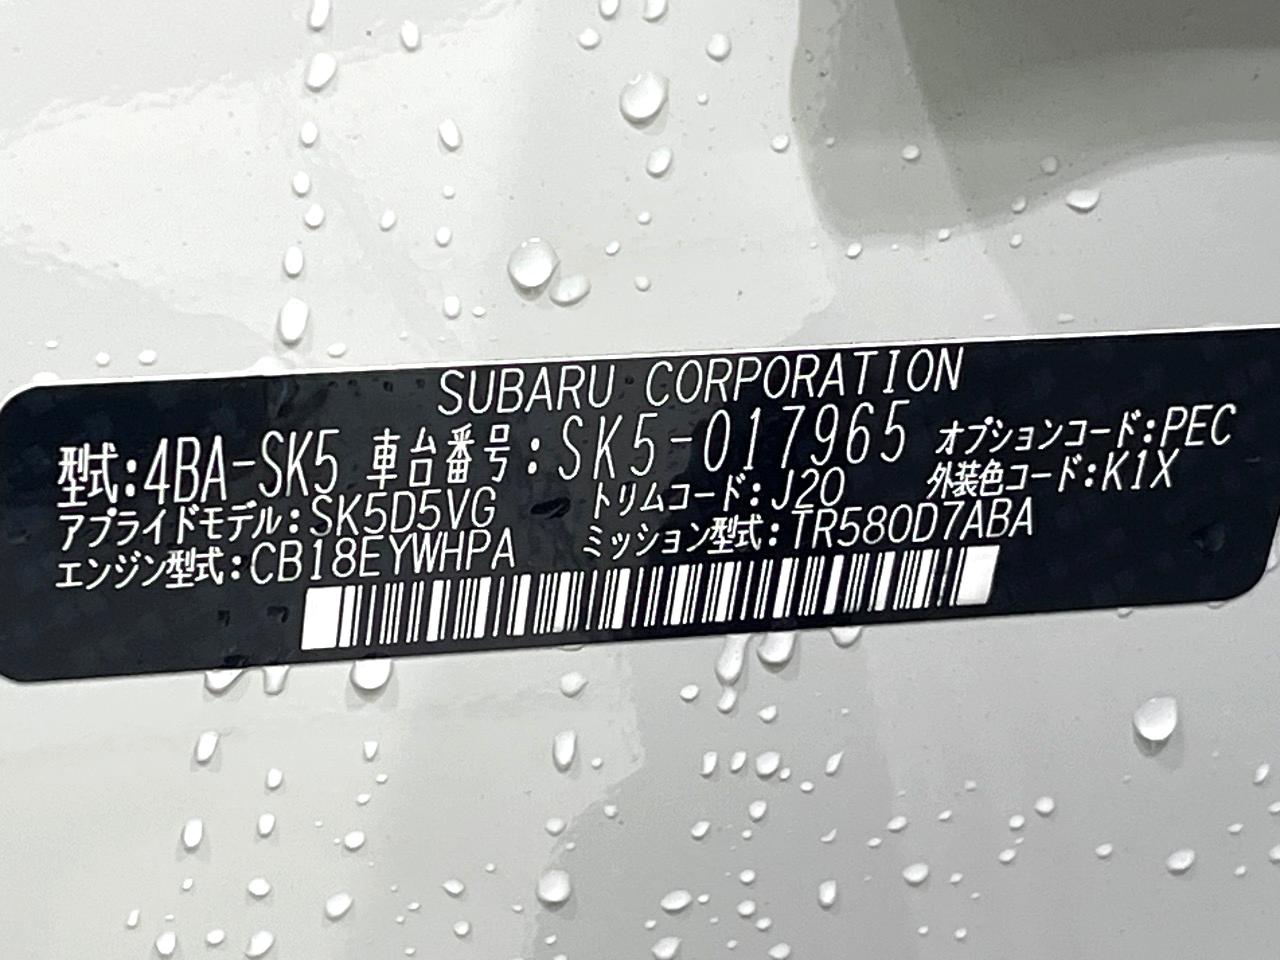 SUBARU CORPORATION
型式:4BA-SK5 車台番号:SK5-017965 オプションコード:PEC
アプライドモデル:SK5D5VG トリムコード:J20 外装色コード:K1X
エンジン型式:CB18EYWHPA ミッション型式:TR580D7ABA